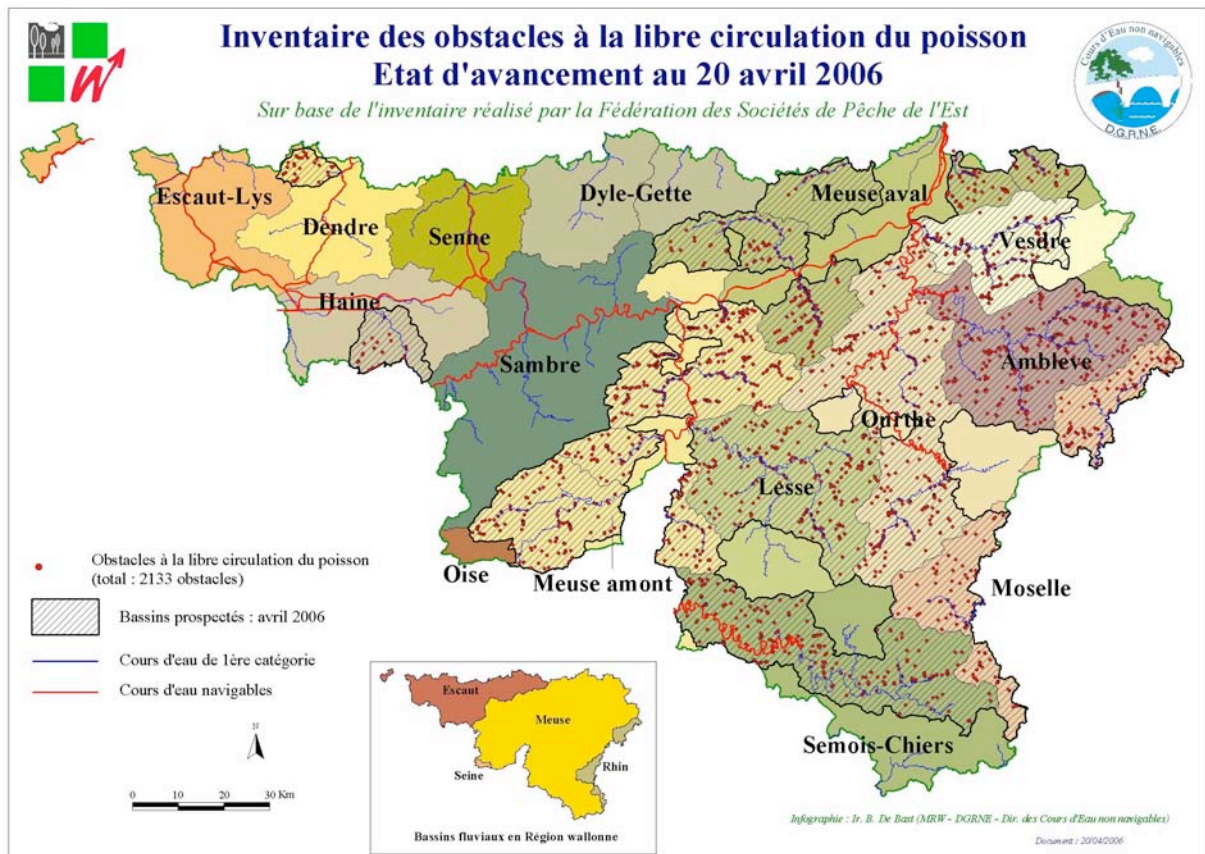 Inventaire des obstacles à la libre circulation du poisson
Etat d'avancement au 20 avril 2006
Sur base de l'inventaire réalisé par la Fédération des Sociétés de Pêche de l'Est
W
Cours d'Eau non navigables
D.G.R.N.E.
Escaut-Lys
Dendre
Senne
Dyle-Gette
Meuse aval
Vesdre
Haine
Sambre
Amblève
Ourthe
Lesse
Oise
Meuse amont
Moselle
Semois-Chiers
Obstacles à la libre circulation du poisson
(total : 2133 obstacles)
Bassins prospectés : avril 2006
Cours d'eau de 1ère catégorie
Cours d'eau navigables
N
0 10 20 30 Km
Escaut
Meuse
Seine
Rhin
Bassins fluviaux en Région wallonne
Infographie : Ir. B. De Bast (MRW - DGRNE - Dir. des Cours d'Eau non navigables)
Document : 20/04/2006